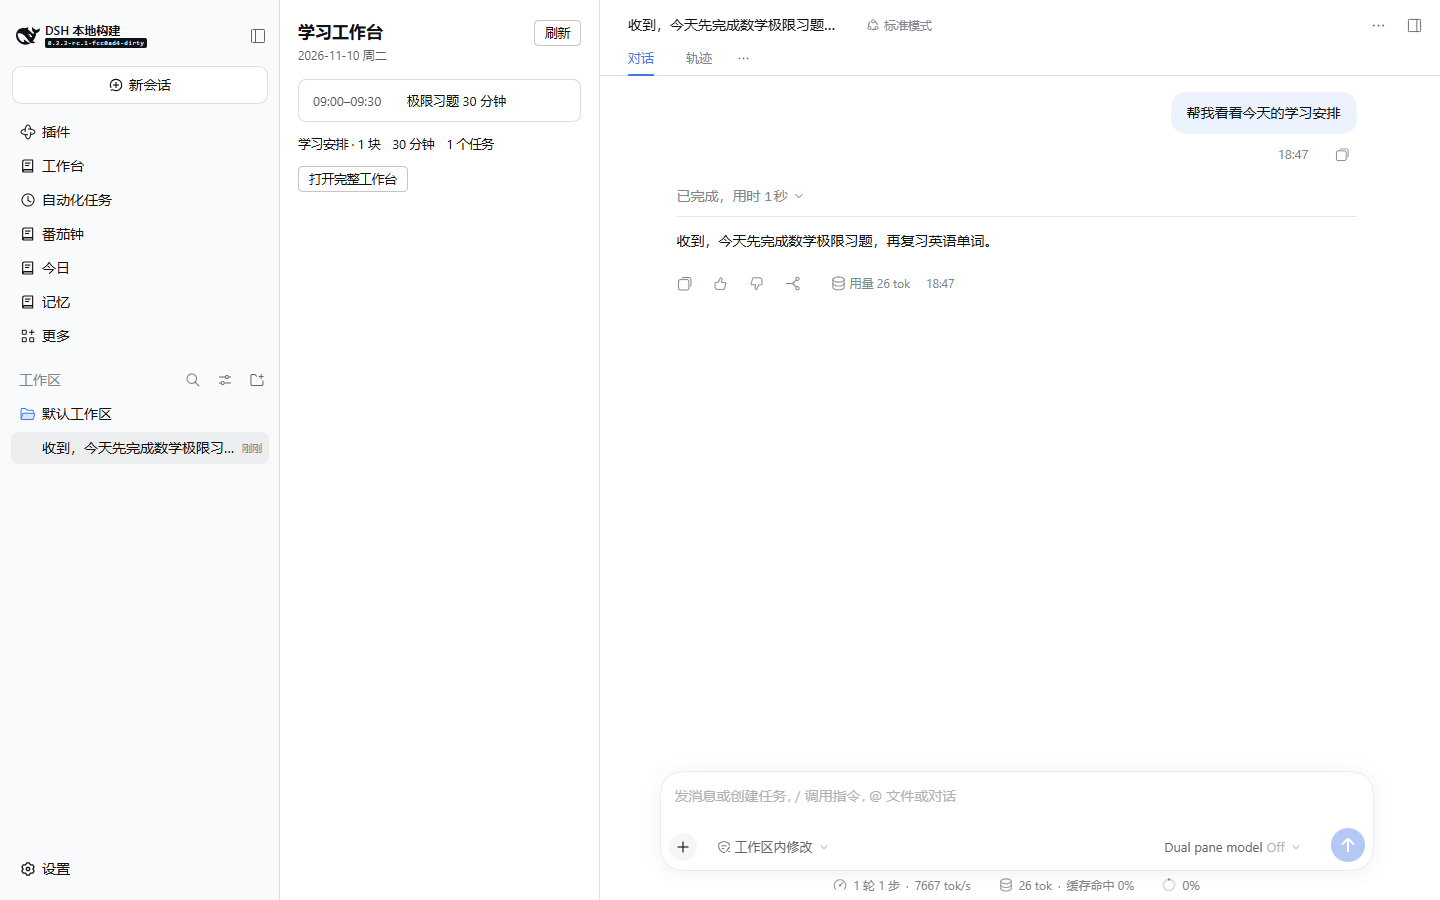 DSH 本地构建
0.3.2-rc.1-fcc0ad4-dirty
新会话
插件
工作台
自动化任务
番茄钟
今日
记忆
更多
工作区
默认工作区
收到，今天先完成数学极限习... 刚刚
设置
学习工作台
刷新
2026-11-10 周二
09:00–09:30 极限习题 30 分钟
学习安排 · 1 块 30 分钟 1 个任务
打开完整工作台
收到，今天先完成数学极限习题... 标准模式
对话 轨迹
帮我看看今天的学习安排
18:47
已完成，用时 1 秒
收到，今天先完成数学极限习题，再复习英语单词。
用量 26 tok 18:47
发消息或创建任务, / 调用指令, @ 文件或对话
工作区内修改 Dual pane model Off
1 轮 1 步 · 7667 tok/s 26 tok · 缓存命中 0% 0%